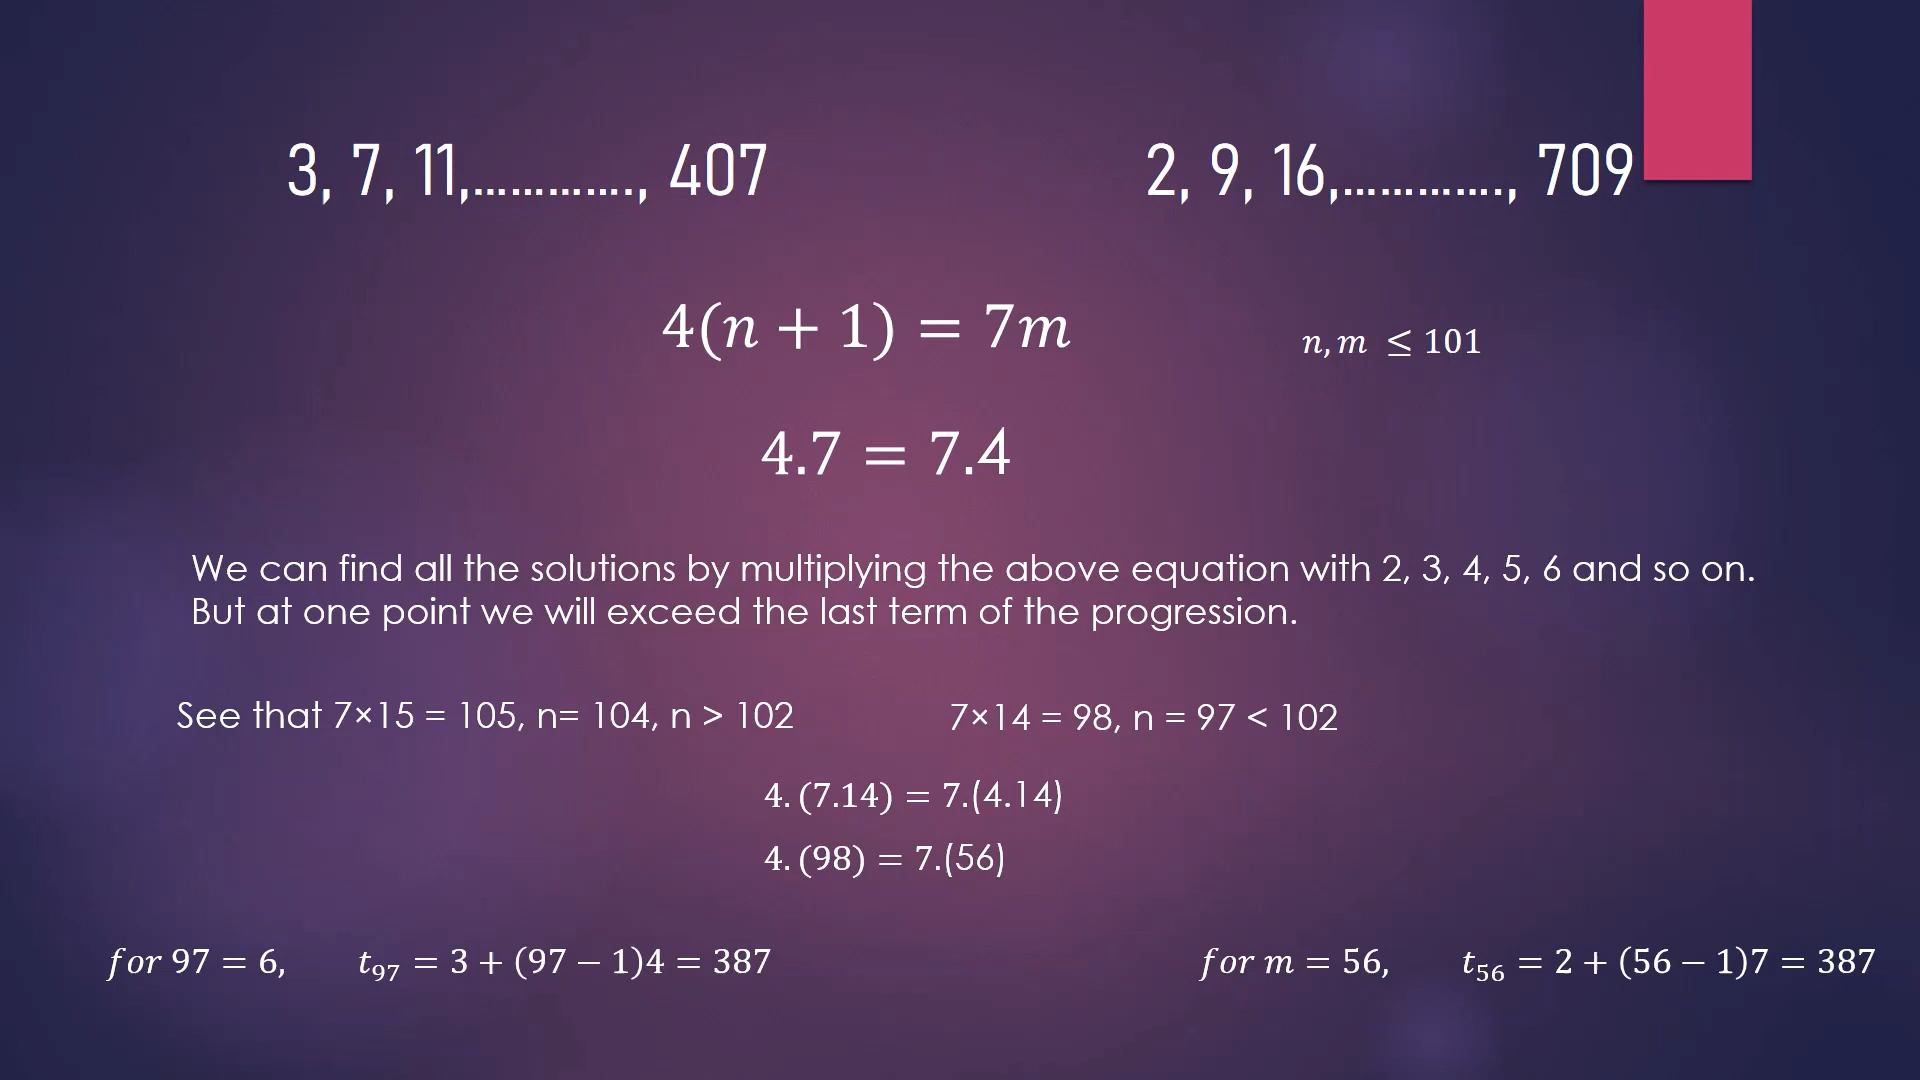 3, 7, 11,…………., 407
2, 9, 16,…………., 709
4(n + 1) = 7m
n, m ≤ 101
4.7 = 7.4
We can find all the solutions by multiplying the above equation with 2, 3, 4, 5, 6 and so on.
But at one point we will exceed the last term of the progression.
See that 7×15 = 105, n= 104, n > 102
7×14 = 98, n = 97 < 102
4. (7.14) = 7.(4.14)
4. (98) = 7.(56)
for 97 = 6, t₉₇ = 3 + (97 − 1)4 = 387
for m = 56, t₅₆ = 2 + (56 − 1)7 = 387